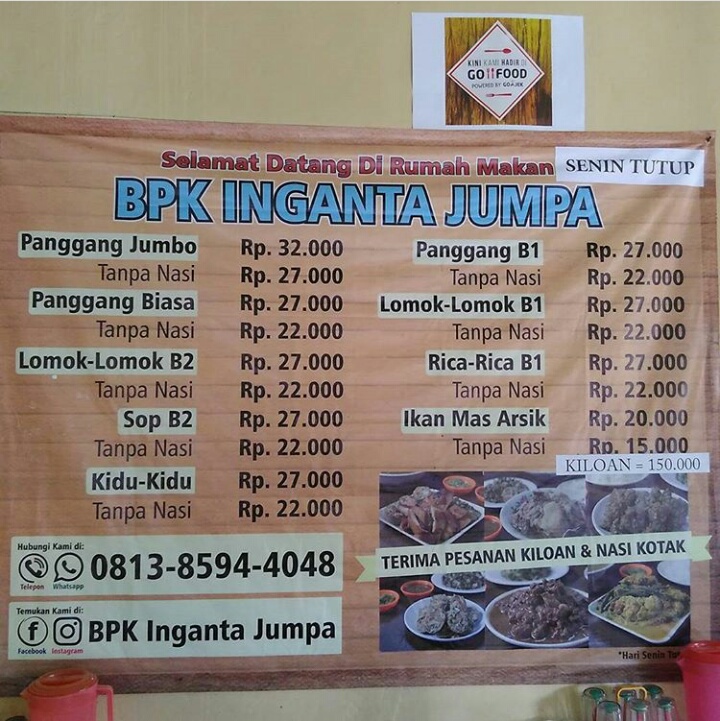 KINI KAMI HADIR DI
GO FOOD
POWERED BY GO-JEK
Selamat Datang Di Rumah Makan
SENIN TUTUP
BPK INGANTA JUMPA
Panggang Jumbo Rp. 32.000
Tanpa Nasi Rp. 27.000
Panggang Biasa Rp. 27.000
Tanpa Nasi Rp. 22.000
Lomok-Lomok B2 Rp. 27.000
Tanpa Nasi Rp. 22.000
Sop B2 Rp. 27.000
Tanpa Nasi Rp. 22.000
Kidu-Kidu Rp. 27.000
Tanpa Nasi Rp. 22.000
Panggang B1 Rp. 27.000
Tanpa Nasi Rp. 22.000
Lomok-Lomok B1 Rp. 27.000
Tanpa Nasi Rp. 22.000
Rica-Rica B1 Rp. 27.000
Tanpa Nasi Rp. 22.000
Ikan Mas Arsik Rp. 20.000
Tanpa Nasi Rp. 15.000
KILOAN = 150.000
TERIMA PESANAN KILOAN & NASI KOTAK
Hubungi Kami di:
0813-8594-4048
Telepon Whatsapp
Temukan Kami di:
BPK Inganta Jumpa
Facebook Instagram
*Hari Senin